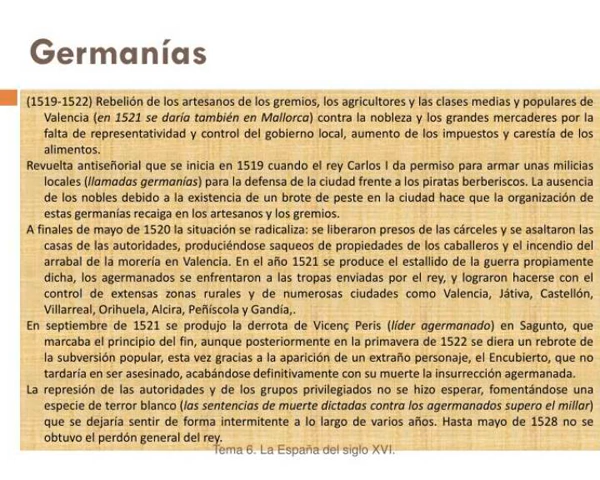 Germanías
(1519-1522) Rebelión de los artesanos de los gremios, los agricultores y las clases medias y populares de
Valencia (en 1521 se daría también en Mallorca) contra la nobleza y los grandes mercaderes por la
falta de representatividad y control del gobierno local, aumento de los impuestos y carestía de los
alimentos.
Revuelta antiseñorial que se inicia en 1519 cuando el rey Carlos I da permiso para armar unas milicias
locales (llamadas germanías) para la defensa de la ciudad frente a los piratas berberiscos. La ausencia
de los nobles debido a la existencia de un brote de peste en la ciudad hace que la organización de
estas germanías recaiga en los artesanos y los gremios.
A finales de mayo de 1520 la situación se radicaliza: se liberaron presos de las cárceles y se asaltaron las
casas de las autoridades, produciéndose saqueos de propiedades de los caballeros y el incendio del
arrabal de la morería en Valencia. En el año 1521 se produce el estallido de la guerra propiamente
dicha, los agermanados se enfrentaron a las tropas enviadas por el rey, y lograron hacerse con el
control de extensas zonas rurales y de numerosas ciudades como Valencia, Játiva, Castellón,
Villarreal, Orihuela, Alcira, Peñíscola y Gandía,.
En septiembre de 1521 se produjo la derrota de Vicenç Peris (líder agermanado) en Sagunto, que
marcaba el principio del fin, aunque posteriormente en la primavera de 1522 se diera un rebrote de
la subversión popular, esta vez gracias a la aparición de un extraño personaje, el Encubierto, que no
tardaría en ser asesinado, acabándose definitivamente con su muerte la insurrección agermanada.
La represión de las autoridades y de los grupos privilegiados no se hizo esperar, fomentándose una
especie de terror blanco (las sentencias de muerte dictadas contra los agermanados supero el millar)
que se dejaría sentir de forma intermitente a lo largo de varios años. Hasta mayo de 1528 no se
obtuvo el perdón general del rey.
Tema 6. La España del siglo XVI.